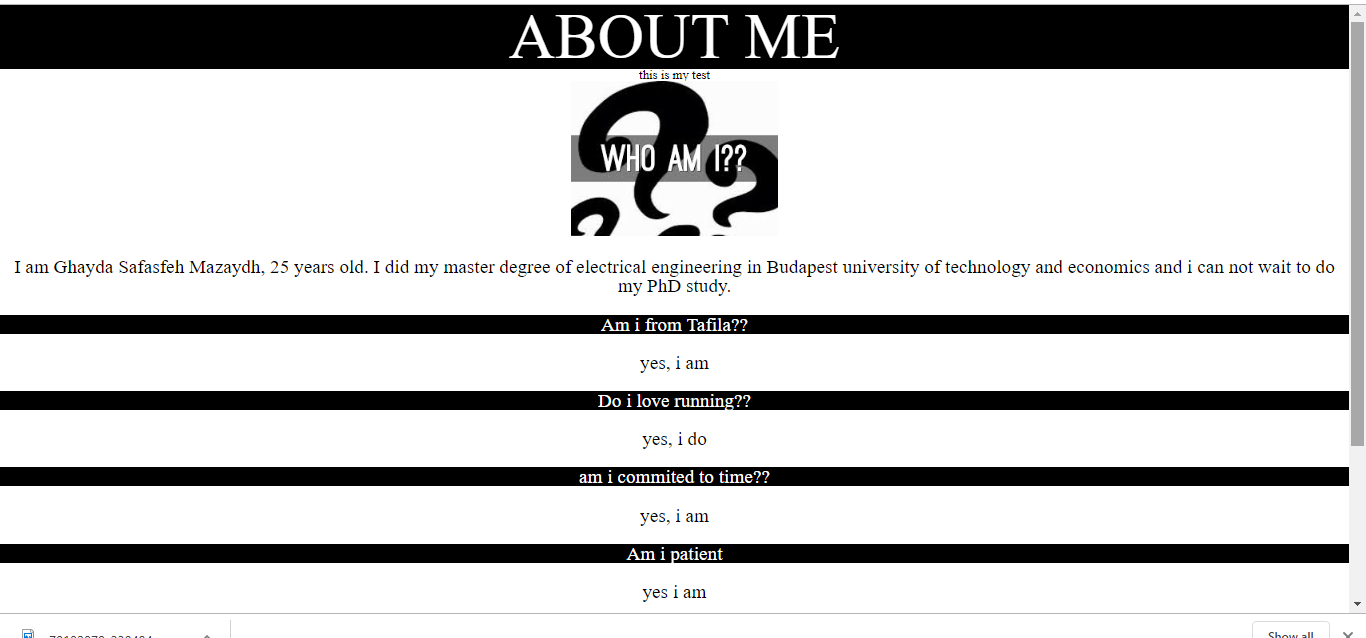 ABOUT ME
this is my test
WHO AM I??
I am Ghayda Safasfeh Mazaydh, 25 years old. I did my master degree of electrical engineering in Budapest university of technology and economics and i can not wait to do
my PhD study.
Am i from Tafila??
yes, i am
Do i love running??
yes, i do
am i commited to time??
yes, i am
Am i patient
yes i am
Show all